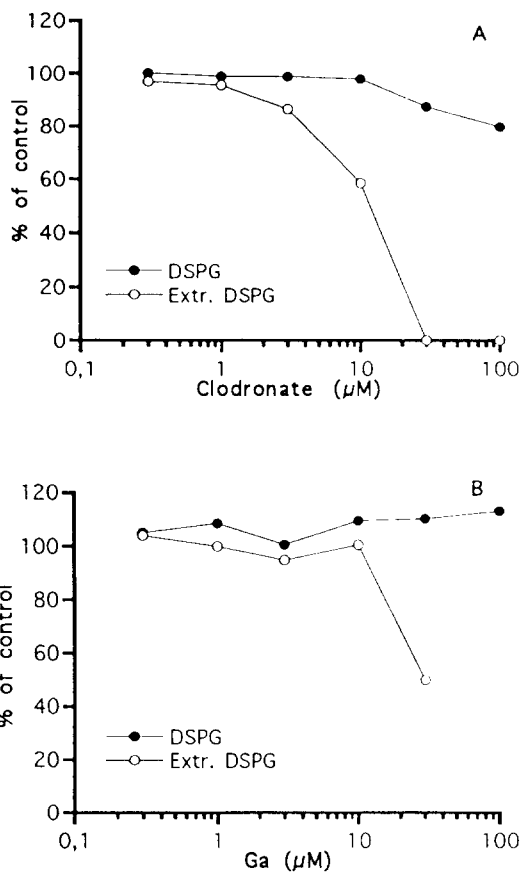 120
A
100
80
% of control
60
40
DSPG
20
Extr. DSPG
0
0,1 1 10 100
Clodronate (µM)
120
B
100
80
% of control
60
40
DSPG
20
Extr. DSPG
0
0,1 1 10 100
Ga (µM)